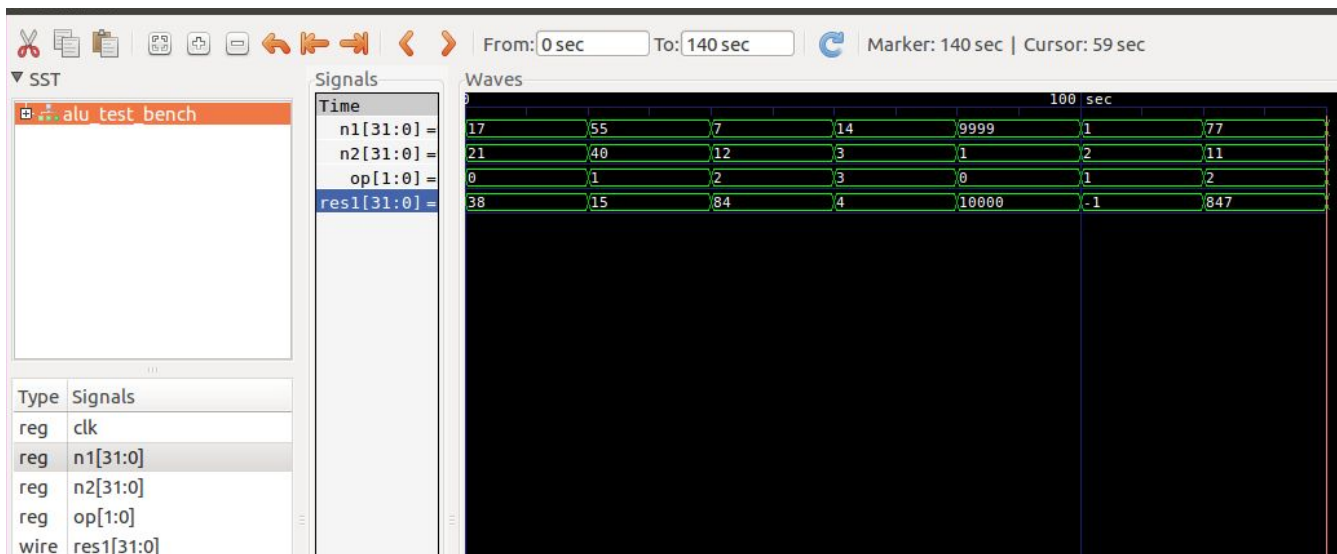 From: 0 sec To: 140 sec Marker: 140 sec | Cursor: 59 sec
SST
alu_test_bench
Type Signals
reg clk
reg n1[31:0]
reg n2[31:0]
reg op[1:0]
wire res1[31:0]
Signals
Time
n1[31:0] =
n2[31:0] =
op[1:0] =
res1[31:0] =
Waves
0 100 sec
17 55 7 14 9999 1 77
21 40 12 3 1 2 11
0 1 2 3 0 1 2
38 15 84 4 10000 -1 847